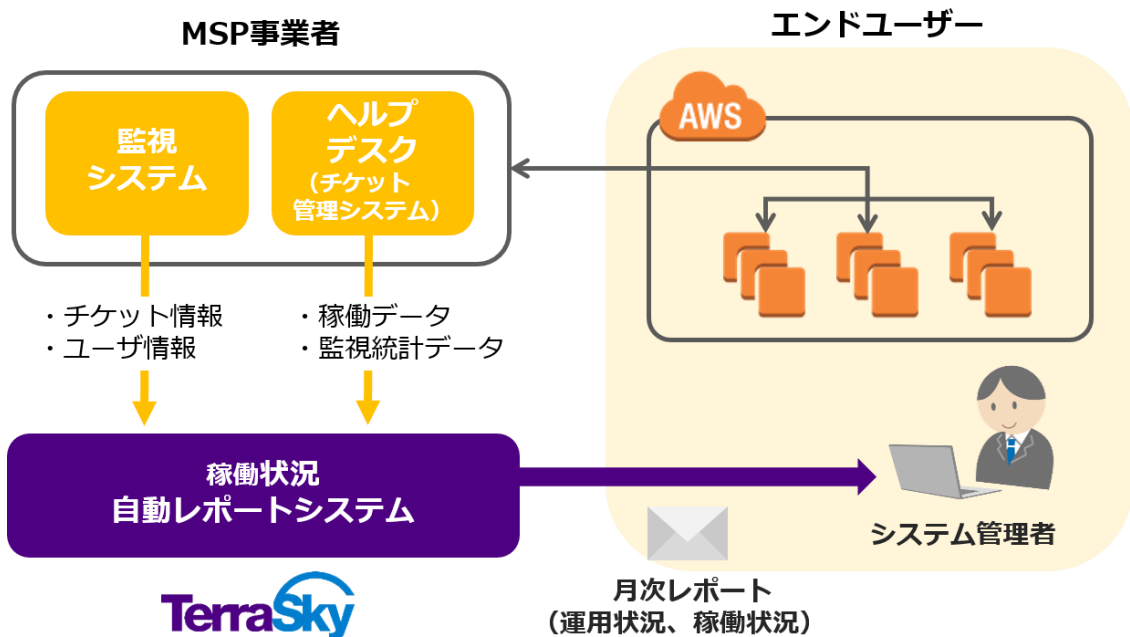 MSP事業者
エンドユーザー
監視
システム
ヘルプ
デスク
（チケット
管理システム）
AWS
・チケット情報
・ユーザ情報
・稼働データ
・監視統計データ
稼働状況
自動レポートシステム
システム管理者
月次レポート
（運用状況、稼働状況）
TerraSky